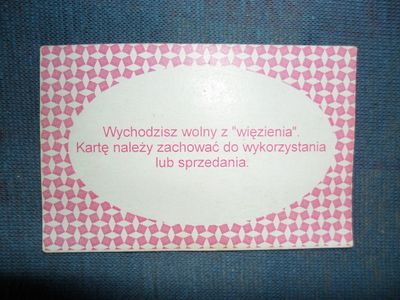 Wychodzisz wolny z "więzienia".
Kartę należy zachować do wykorzystania
lub sprzedania.